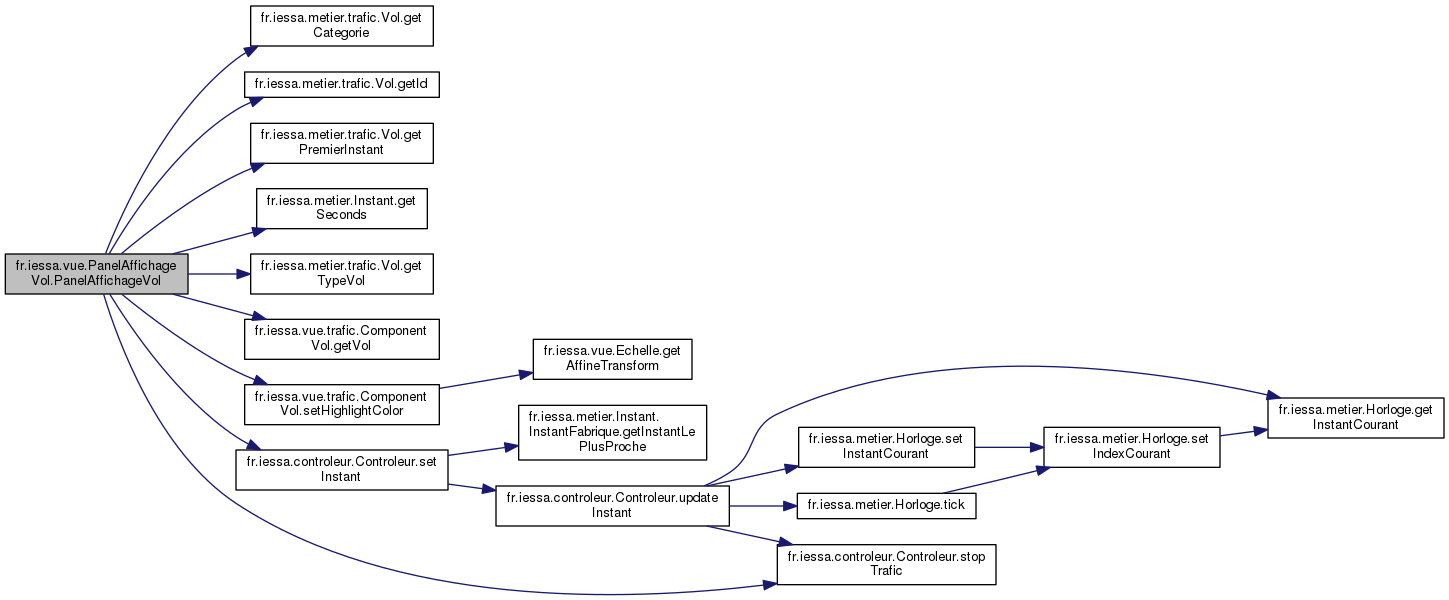 fr.iessa.metier.trafic.Vol.get
Categorie
fr.iessa.metier.trafic.Vol.getId
fr.iessa.metier.trafic.Vol.get
PremierInstant
fr.iessa.metier.Instant.get
Seconds
fr.iessa.vue.PanelAffichage
Vol.PanelAffichageVol
fr.iessa.metier.trafic.Vol.get
TypeVol
fr.iessa.vue.trafic.Component
Vol.getVol
fr.iessa.vue.trafic.Component
Vol.setHighlightColor
fr.iessa.vue.Echelle.get
AffineTransform
fr.iessa.controleur.Controleur.set
Instant
fr.iessa.metier.Instant.
InstantFabrique.getInstantLe
PlusProche
fr.iessa.controleur.Controleur.update
Instant
fr.iessa.metier.Horloge.set
InstantCourant
fr.iessa.metier.Horloge.tick
fr.iessa.controleur.Controleur.stop
Trafic
fr.iessa.metier.Horloge.set
IndexCourant
fr.iessa.metier.Horloge.get
InstantCourant